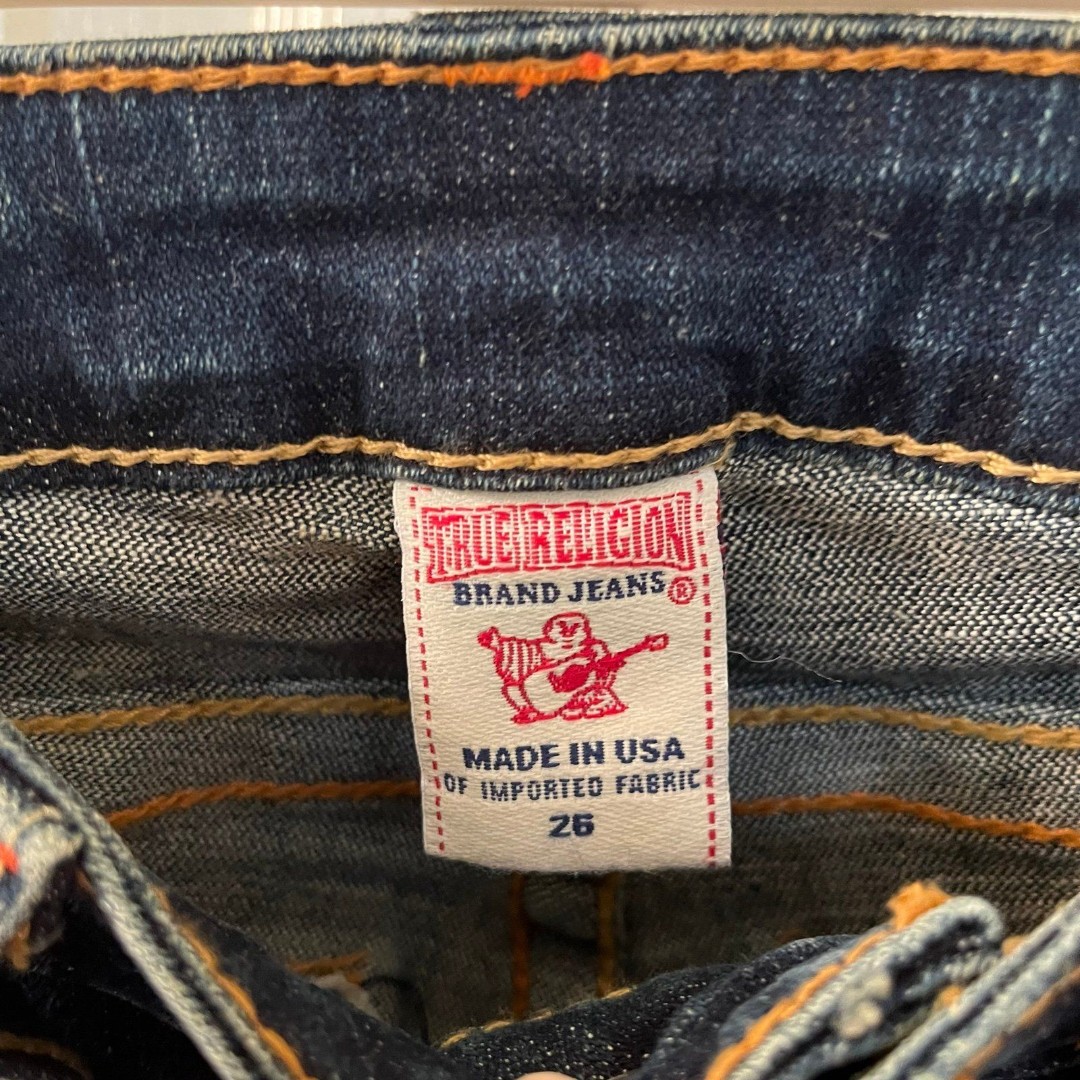 TRUE RELIGION
BRAND JEANS ®
MADE IN USA
OF IMPORTED FABRIC
26